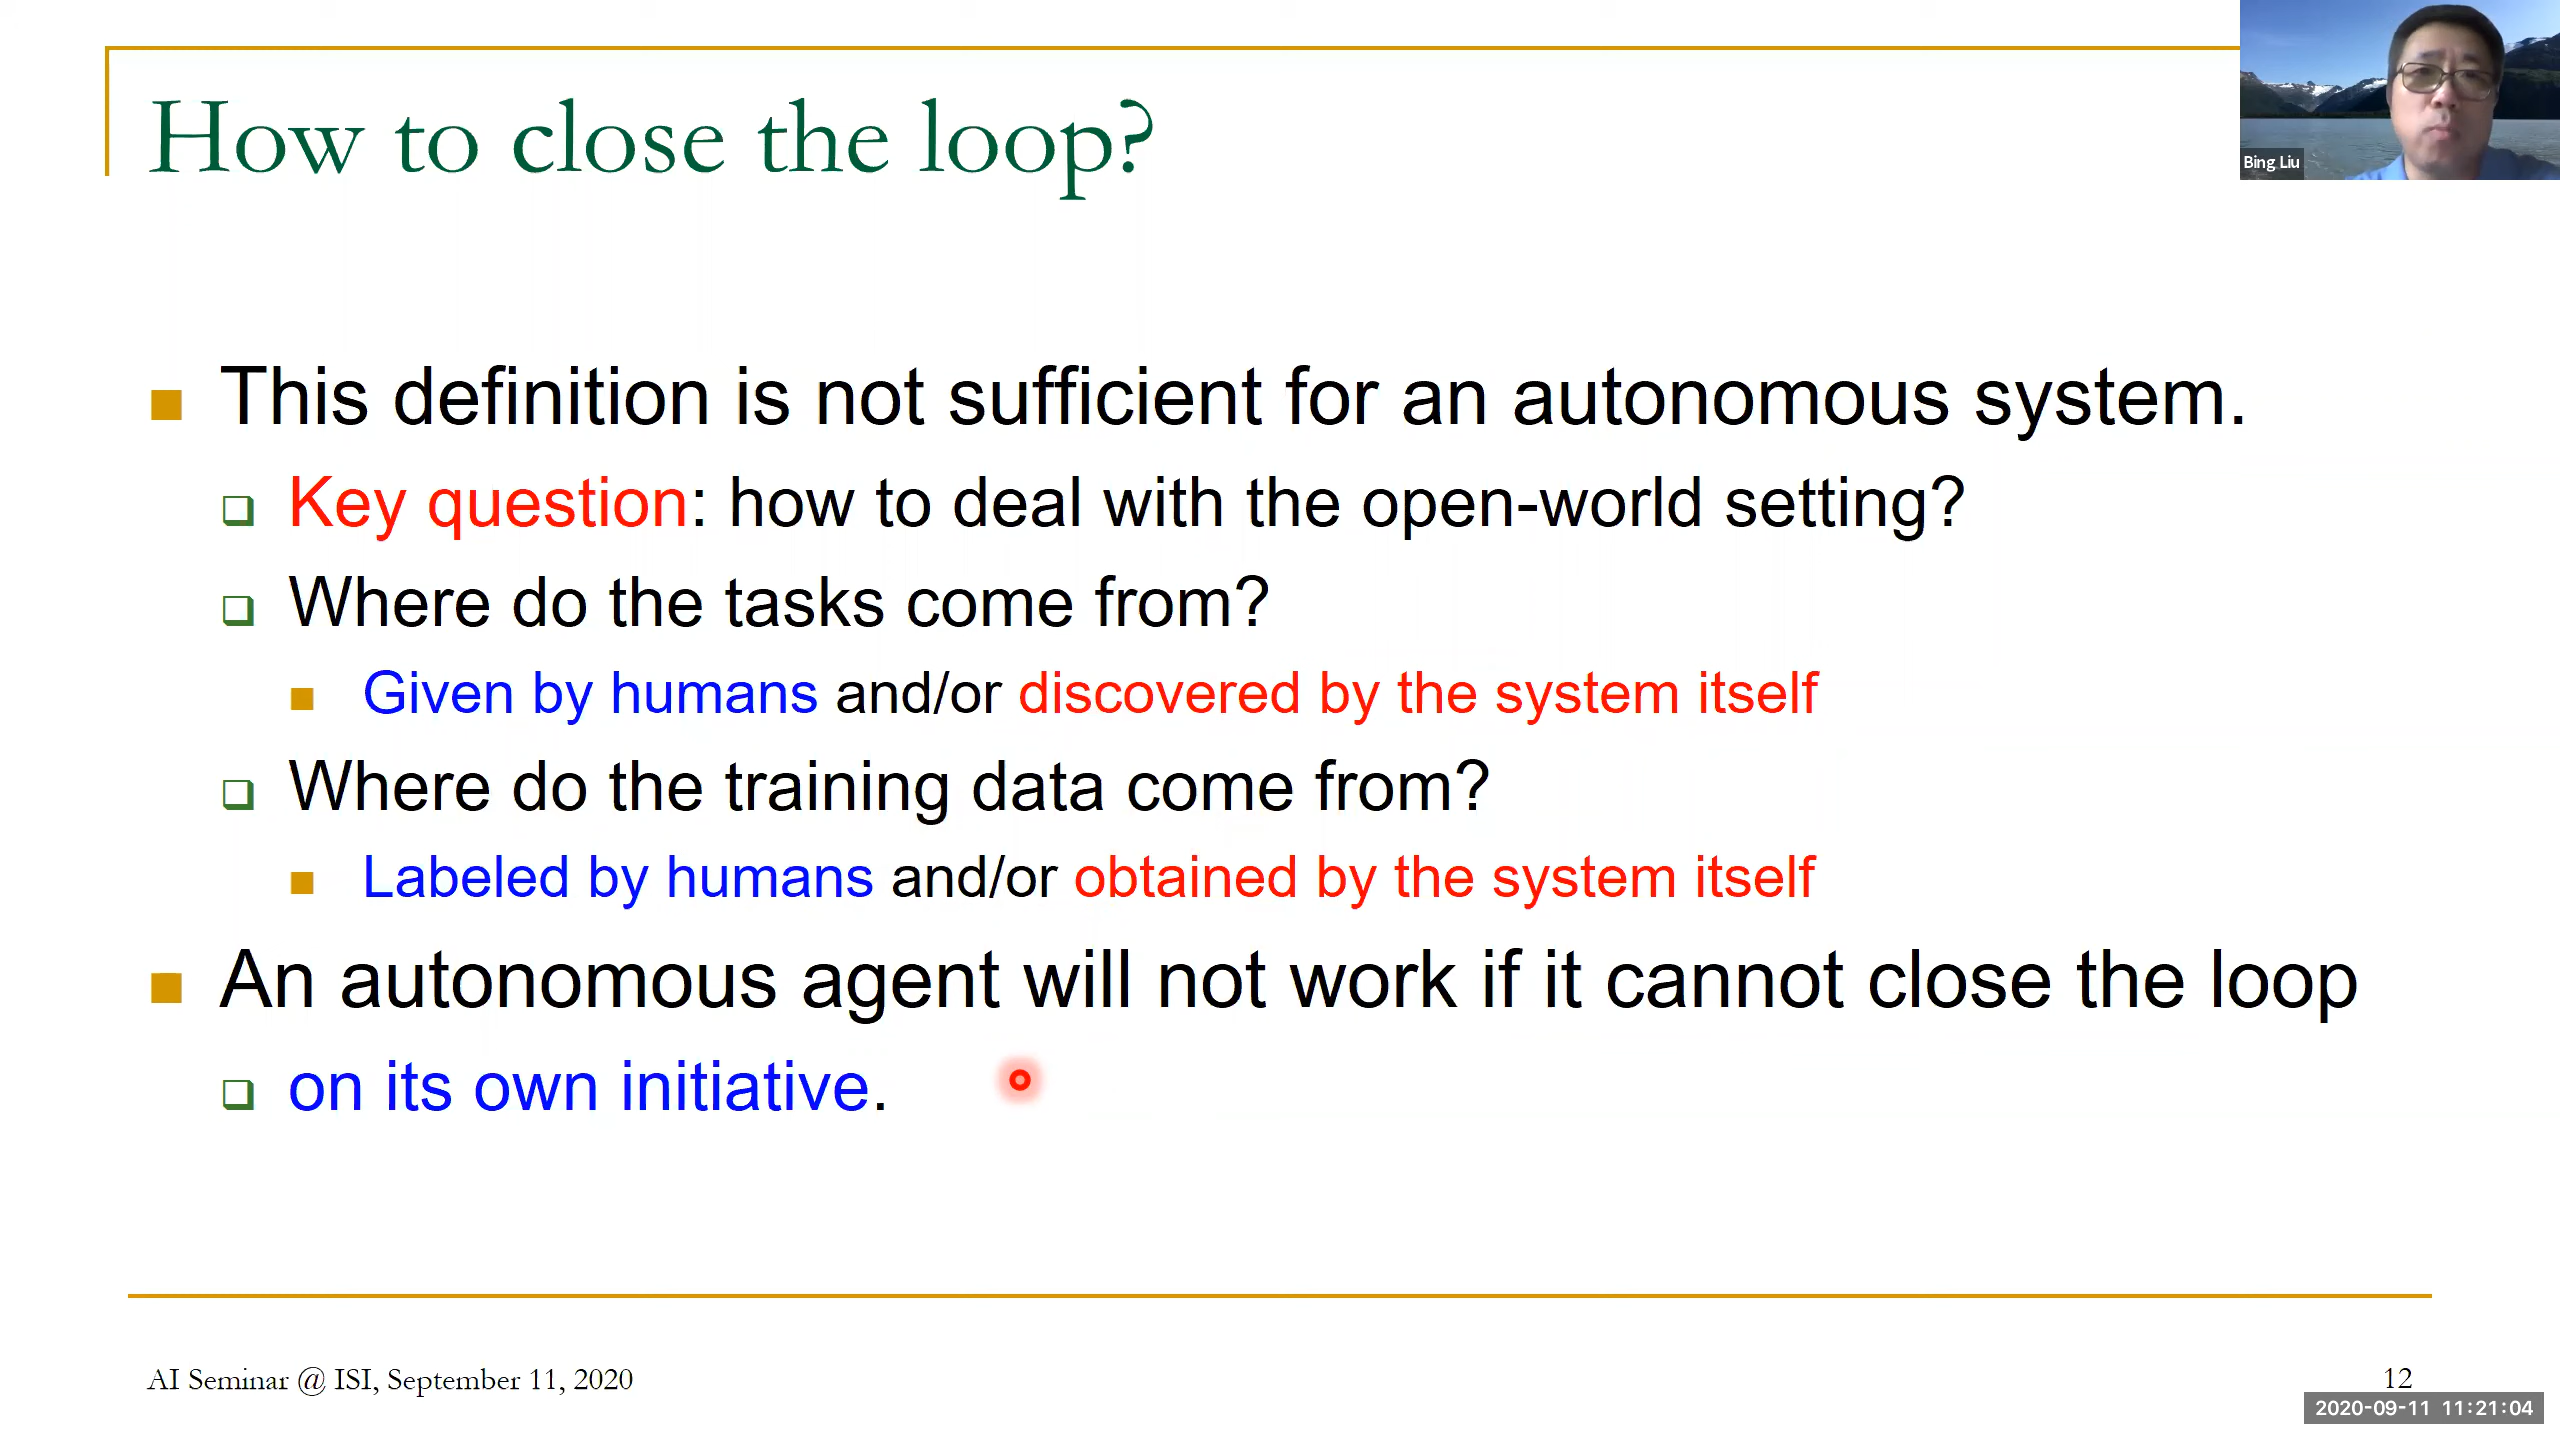 How to close the loop?
Bing Liu
This definition is not sufficient for an autonomous system.
Key question: how to deal with the open-world setting?
Where do the tasks come from?
Given by humans and/or discovered by the system itself
Where do the training data come from?
Labeled by humans and/or obtained by the system itself
An autonomous agent will not work if it cannot close the loop
on its own initiative.
AI Seminar @ ISI, September 11, 2020
12
2020-09-11 11:21:04